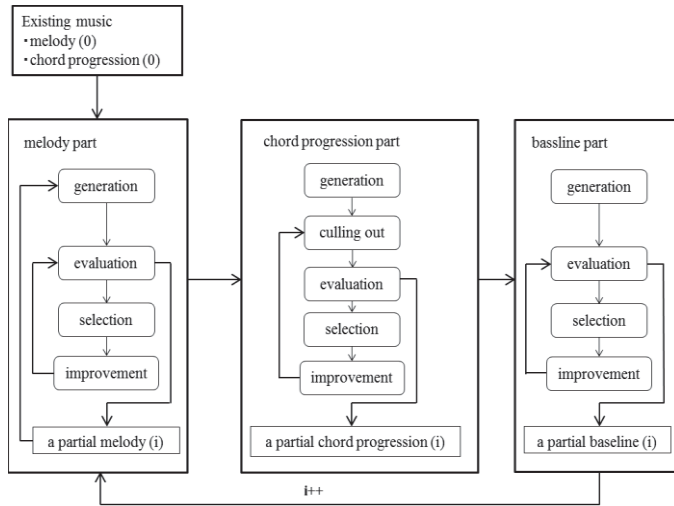 Existing music
・melody (0)
・chord progression (0)
melody part
generation
evaluation
selection
improvement
a partial melody (i)
chord progression part
generation
culling out
evaluation
selection
improvement
a partial chord progression (i)
bassline part
generation
evaluation
selection
improvement
a partial baseline (i)
i++